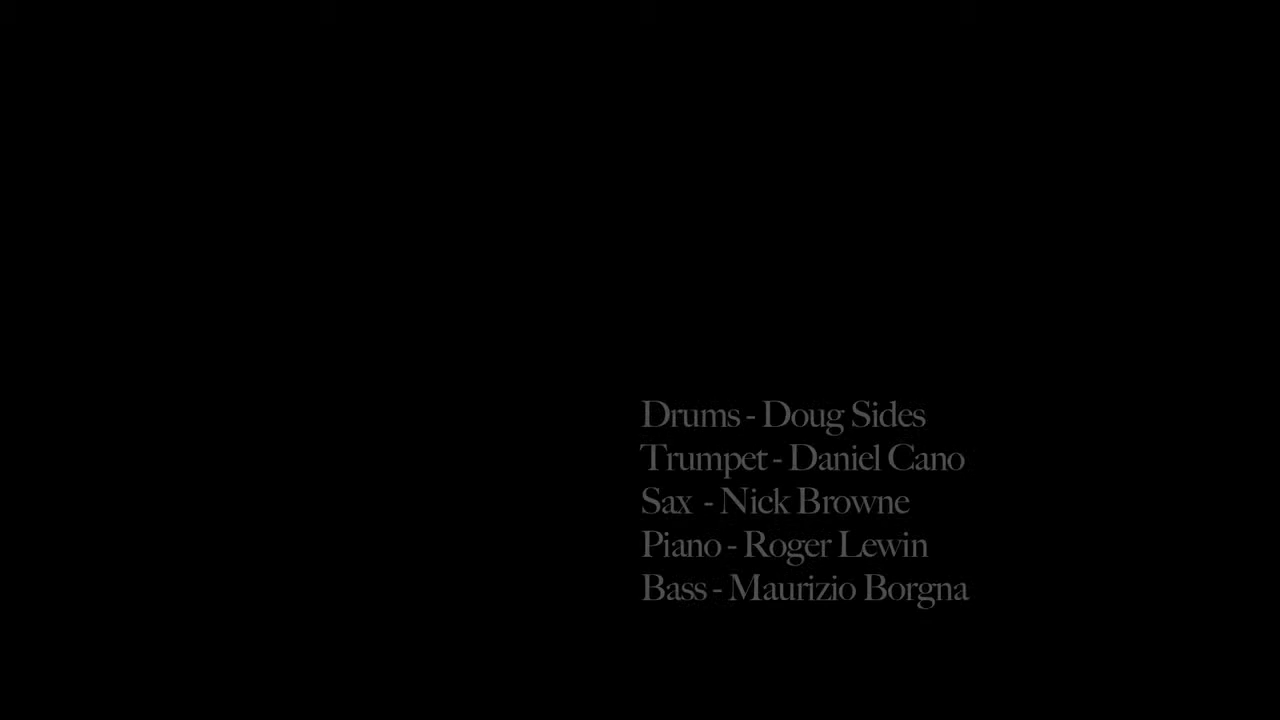 Drums - Doug Sides
Trumpet - Daniel Cano
Sax - Nick Browne
Piano - Roger Lewin
Bass - Maurizio Borgna